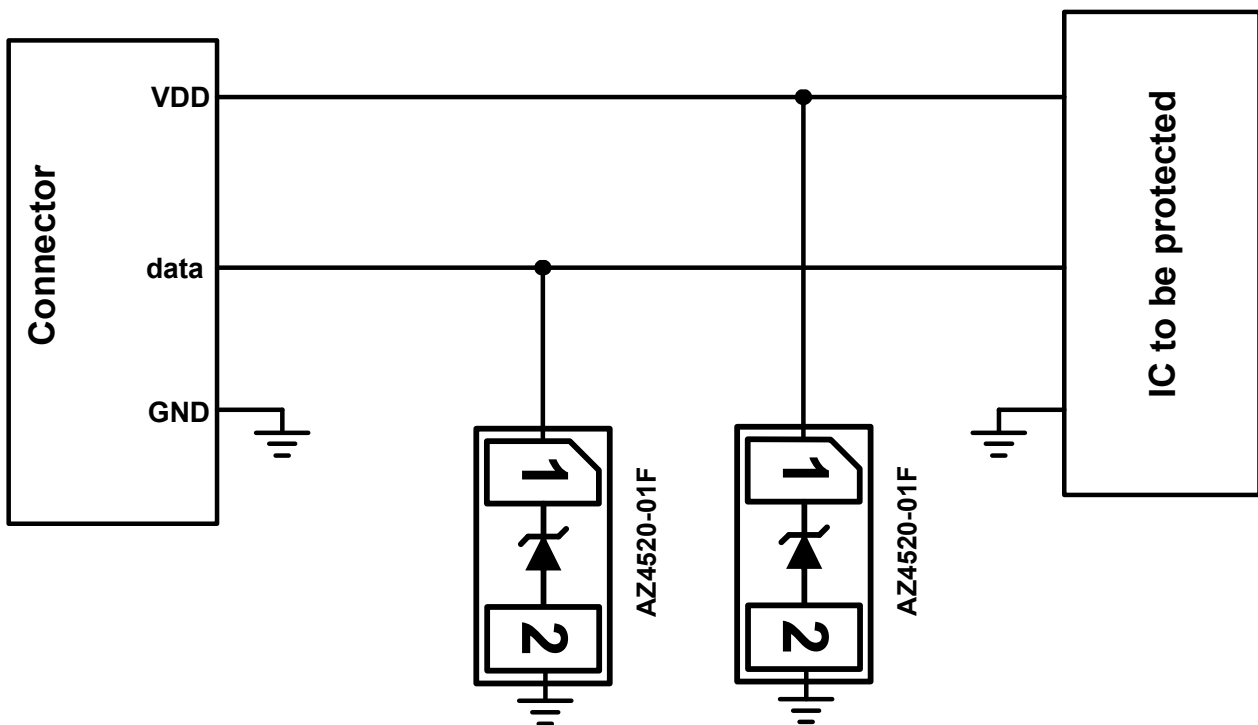 Connector
VDD
data
GND
1
2
AZ4520-01F
1
2
AZ4520-01F
IC to be protected